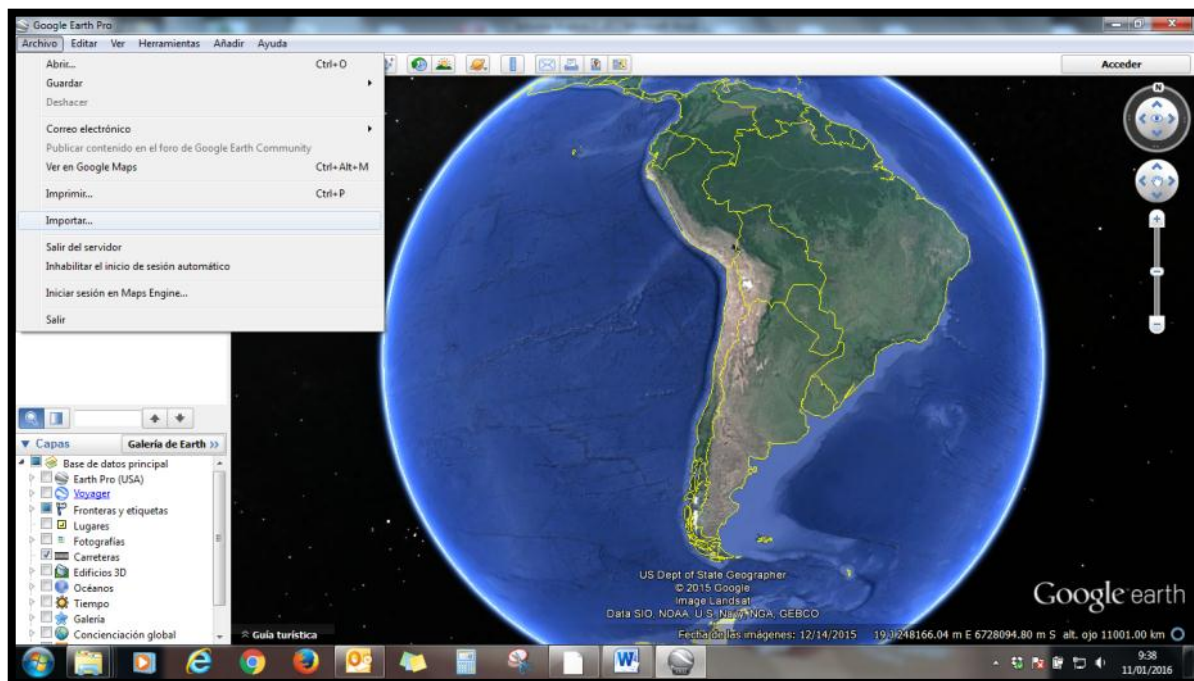 Google Earth Pro
Archivo Editar Ver Herramientas Añadir Ayuda
Abrir... Ctrl+O
Guardar
Deshacer
Correo electrónico
Publicar contenido en el foro de Google Earth Community
Ver en Google Maps Ctrl+Alt+M
Imprimir... Ctrl+P
Importar...
Salir del servidor
Inhabilitar el inicio de sesión automático
Iniciar sesión en Maps Engine...
Salir
Acceder
N
Capas Galería de Earth >>
Base de datos principal
Earth Pro (USA)
Voyager
Fronteras y etiquetas
Lugares
Fotografías
Carreteras
Edificios 3D
Océanos
Tiempo
Galería
Concienciación global
Guía turística
US Dept of State Geographer
© 2015 Google
Image Landsat
Data SIO, NOAA, U.S. Navy, NGA, GEBCO
Google earth
Fecha de las imágenes: 12/14/2015 248166.04 m E 6728094.80 m S alt. ojo 11001.00 km
9:38
11/01/2016